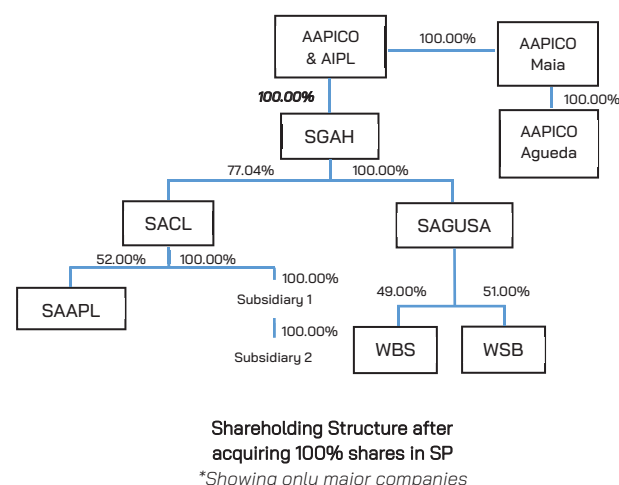 AAPICO
& AIPL
100.00%
AAPICO
Maia
100.00%
100.00%
AAPICO
Agueda
SGAH
77.04%
100.00%
SACL
SAGUSA
52.00%
100.00%
100.00%
Subsidiary 1
SAAPL
49.00%
51.00%
100.00%
WBS
WSB
Subsidiary 2
Shareholding Structure after
acquiring 100% shares in SP
*Showing only major companies